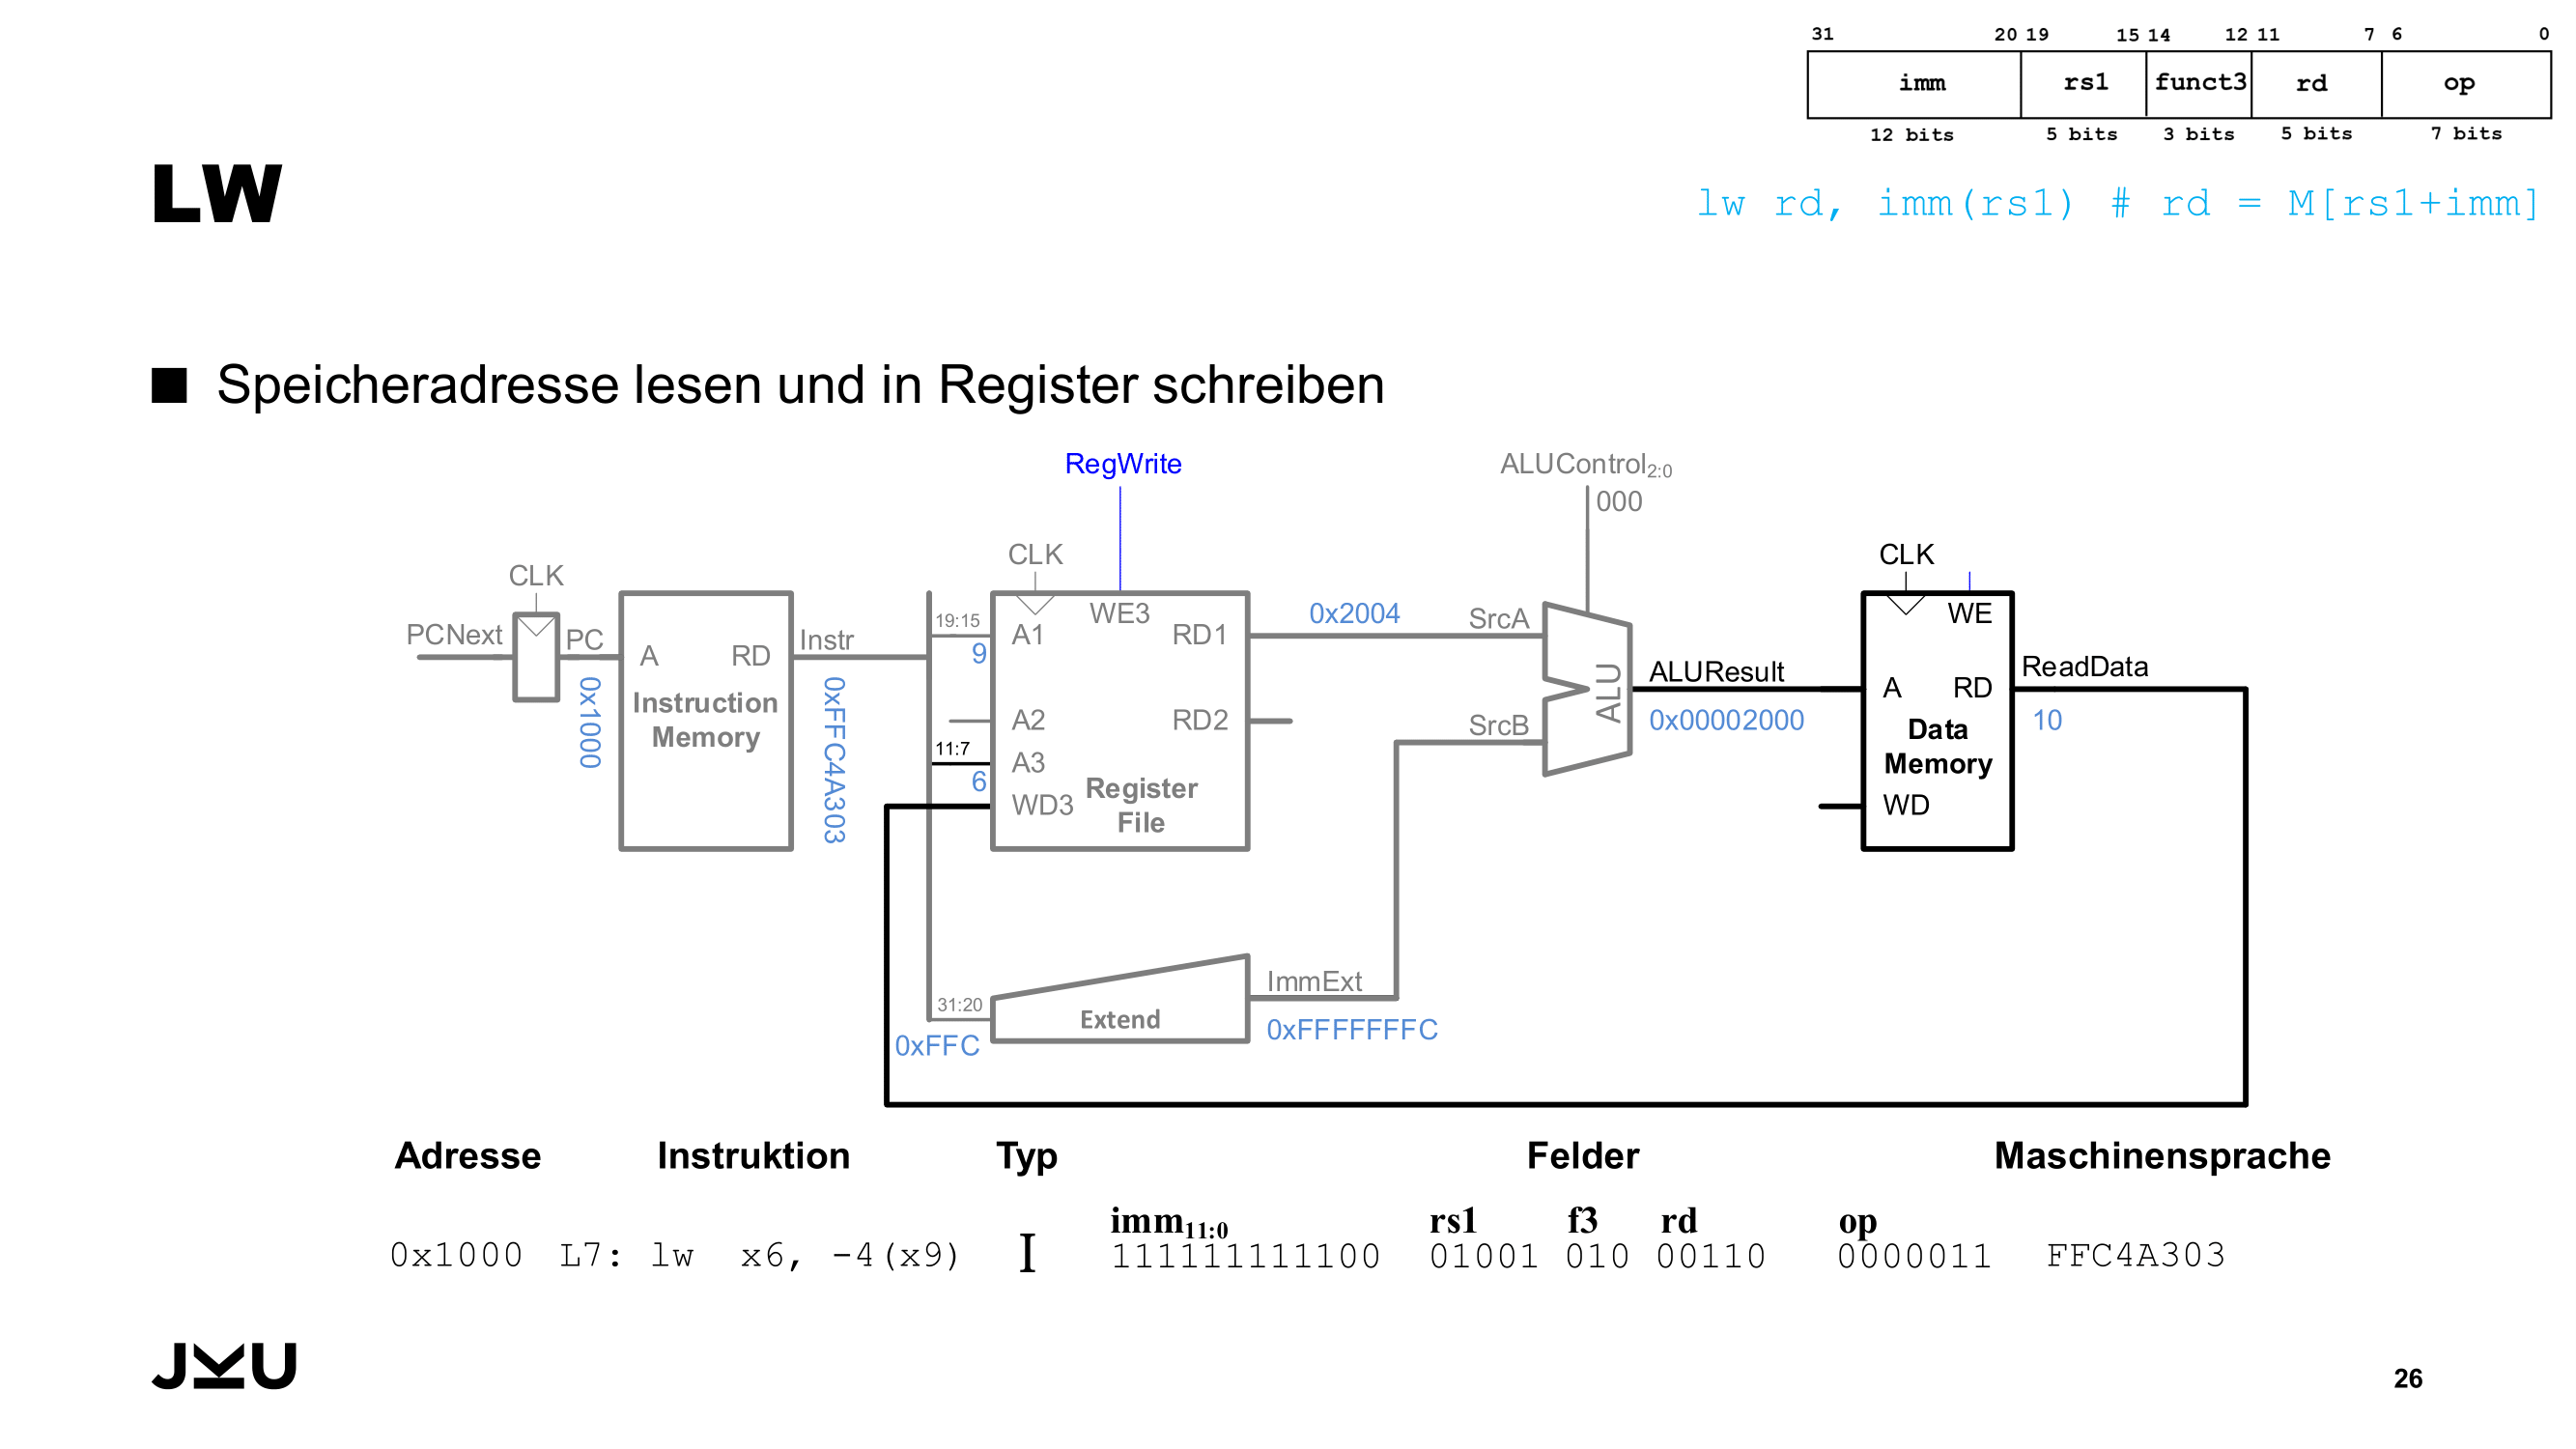 31 20 19 15 14 12 11 7 6 0
imm rs1 funct3 rd op
12 bits 5 bits 3 bits 5 bits 7 bits
LW
lw rd, imm(rs1) # rd = M[rs1+imm]
Speicheradresse lesen und in Register schreiben
RegWrite
ALUControl2:0
000
CLK
CLK
CLK
PCNext
PC
0x1000
A RD
Instruction
Memory
Instr
0xFFC4A303
19:15
9
A1
WE3
RD1
A2
RD2
11:7
6
A3
WD3
Register
File
0x2004
SrcA
SrcB
ALU
ALUResult
0x00002000
WE
A RD
Data
Memory
WD
ReadData
10
31:20
0xFFC
Extend
ImmExt
0xFFFFFFFC
Adresse Instruktion Typ Felder Maschinensprache
imm11:0 rs1 f3 rd op
0x1000 L7: lw x6, -4(x9) I 111111111100 01001 010 00110 0000011 FFC4A303
JKU
26